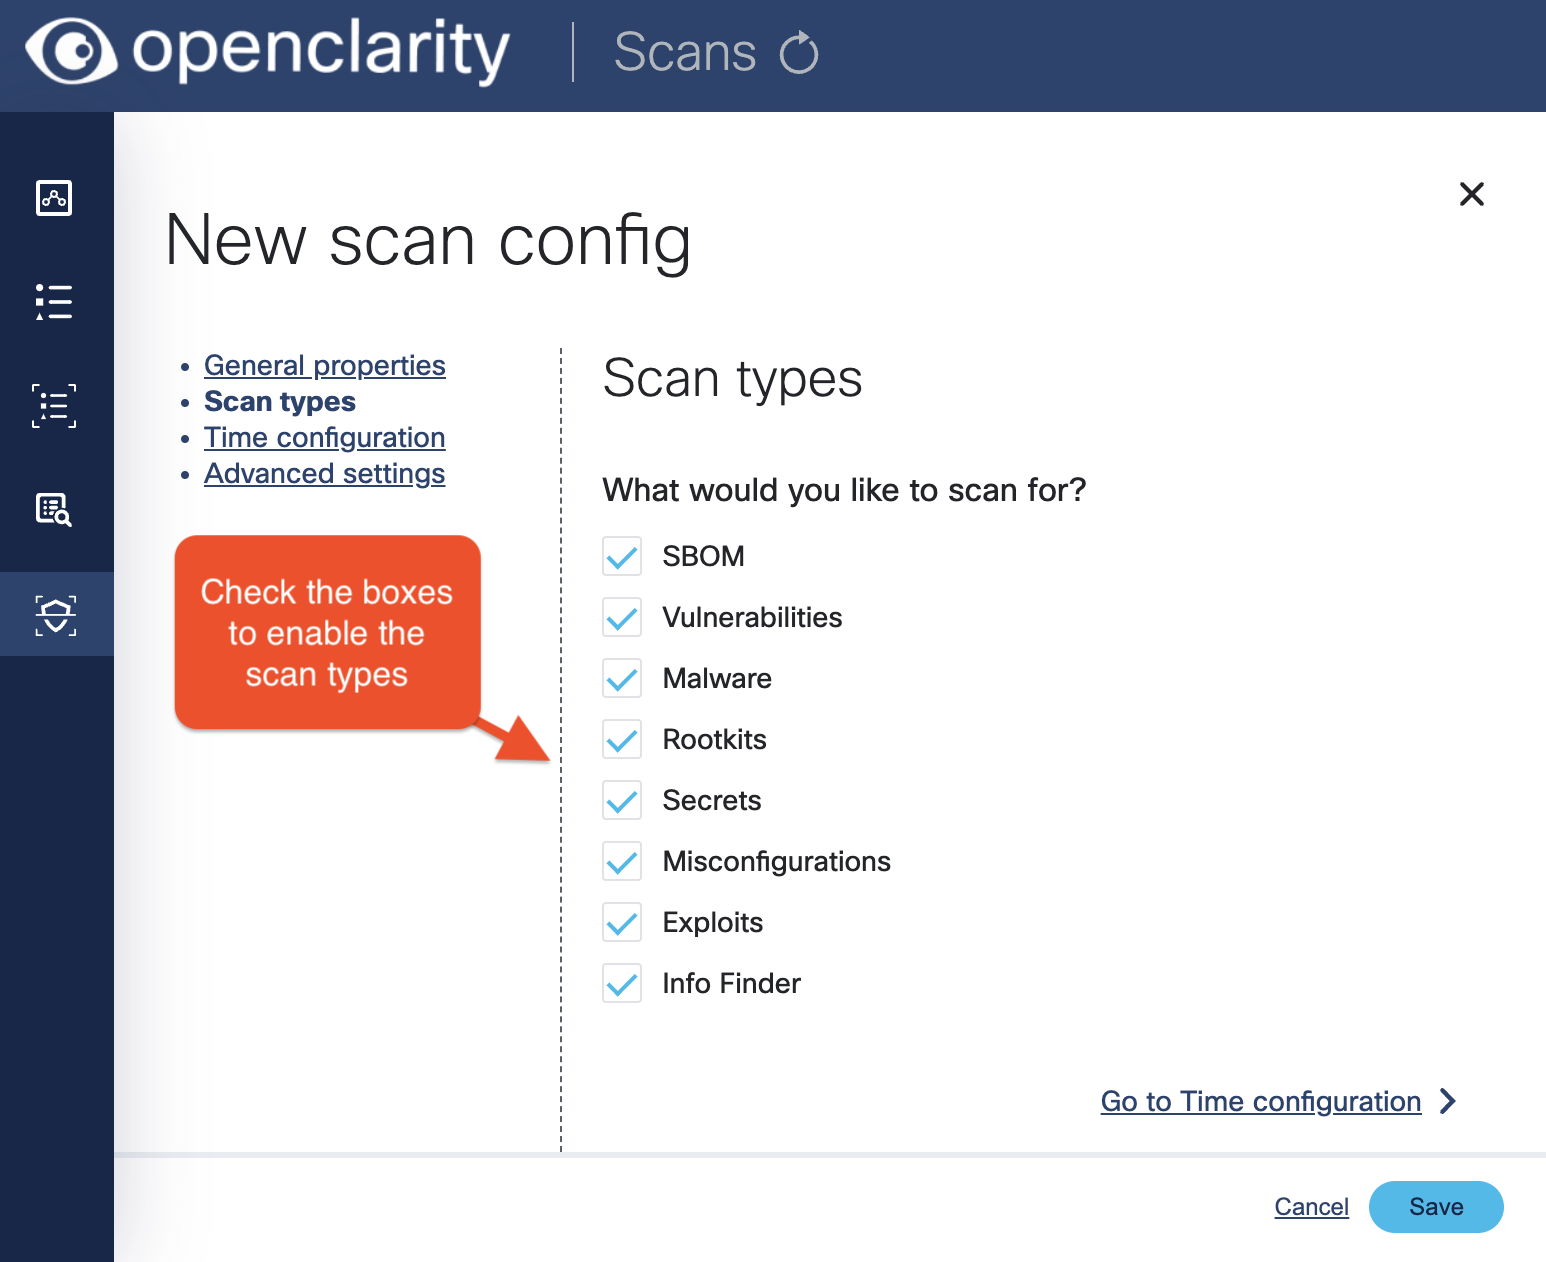 openclarity
Scans
New scan config
General properties
Scan types
Time configuration
Advanced settings
Check the boxes
to enable the
scan types
Scan types
What would you like to scan for?
SBOM
Vulnerabilities
Malware
Rootkits
Secrets
Misconfigurations
Exploits
Info Finder
Go to Time configuration
Cancel
Save